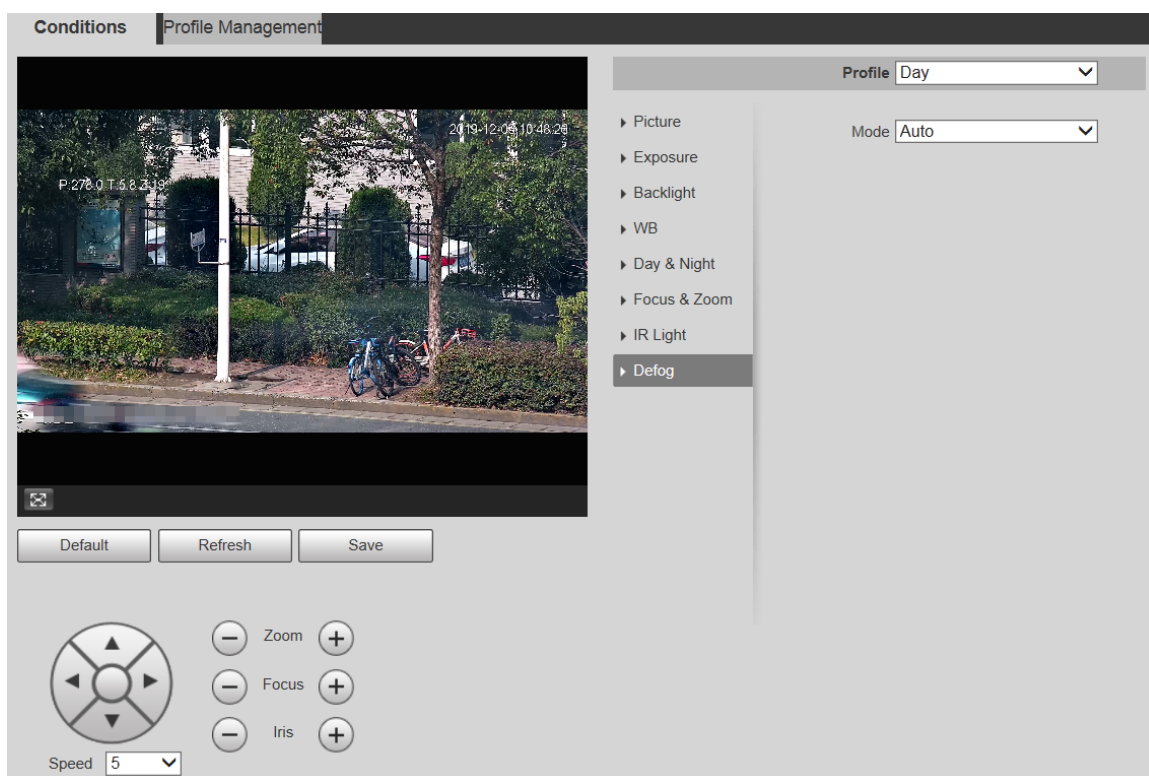 Conditions Profile Management
Profile Day
2019-12-04 10:48:26
P:278.0 T:5.8 Z:19
Picture
Mode Auto
Exposure
Backlight
WB
Day & Night
Focus & Zoom
IR Light
Defog
Default Refresh Save
Zoom
Focus
Iris
Speed 5